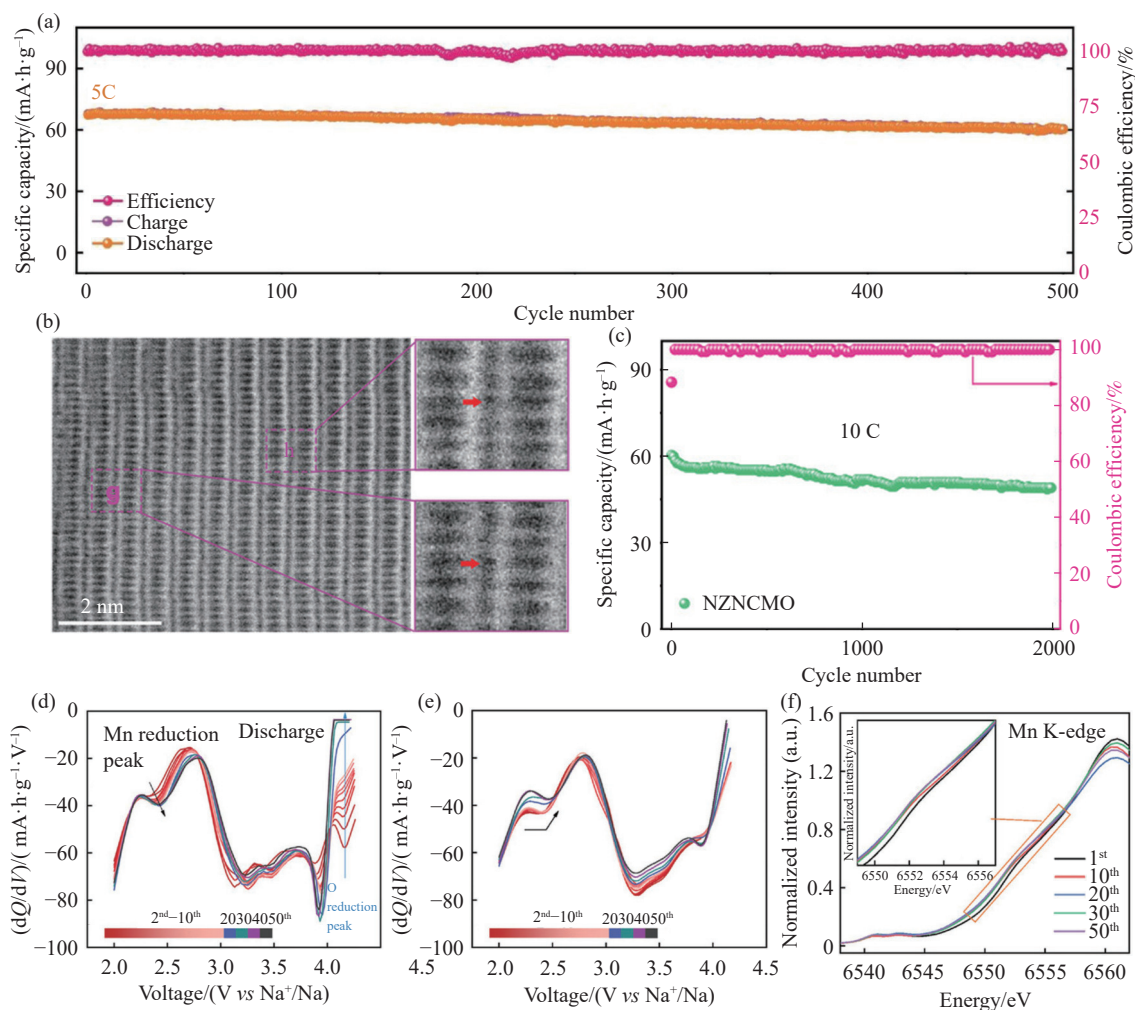 (a)
Specific capacity/(mA·h·g⁻¹)
90
60
30
0
5C
Efficiency
Charge
Discharge
100
75
50
25
0
Coulombic efficiency/%
1
100
200
300
400
500
Cycle number
(b)
h
g
2 nm
(c)
Specific capacity/(mA·h·g⁻¹)
90
60
30
0
10 C
NZNCMO
100
80
60
40
20
0
Coulombic efficiency/%
0
1000
2000
Cycle number
(d)
(dQ/dV)/( mA·h·g⁻¹·V⁻¹)
0
−20
−40
−60
−80
−100
Mn reduction
peak
Discharge
O
reduction
peak
2ⁿᵈ−10ᵗʰ
20304050ᵗʰ
2.0
2.5
3.0
3.5
4.0
4.5
Voltage/(V vs Na⁺/Na)
(e)
(dQ/dV)/( mA·h·g⁻¹·V⁻¹)
0
−20
−40
−60
−80
−100
2ⁿᵈ−10ᵗʰ
20304050ᵗʰ
2.0
2.5
3.0
3.5
4.0
4.5
Voltage/(V vs Na⁺/Na)
(f)
Normalized intensity (a.u.)
1.6
1.2
0.8
0.4
0
Mn K-edge
Normalized intensity/a.u.
6550
6552
6554
6556
Energy/eV
1ˢᵗ
10ᵗʰ
20ᵗʰ
30ᵗʰ
50ᵗʰ
6540
6545
6550
6555
6560
Energy/eV